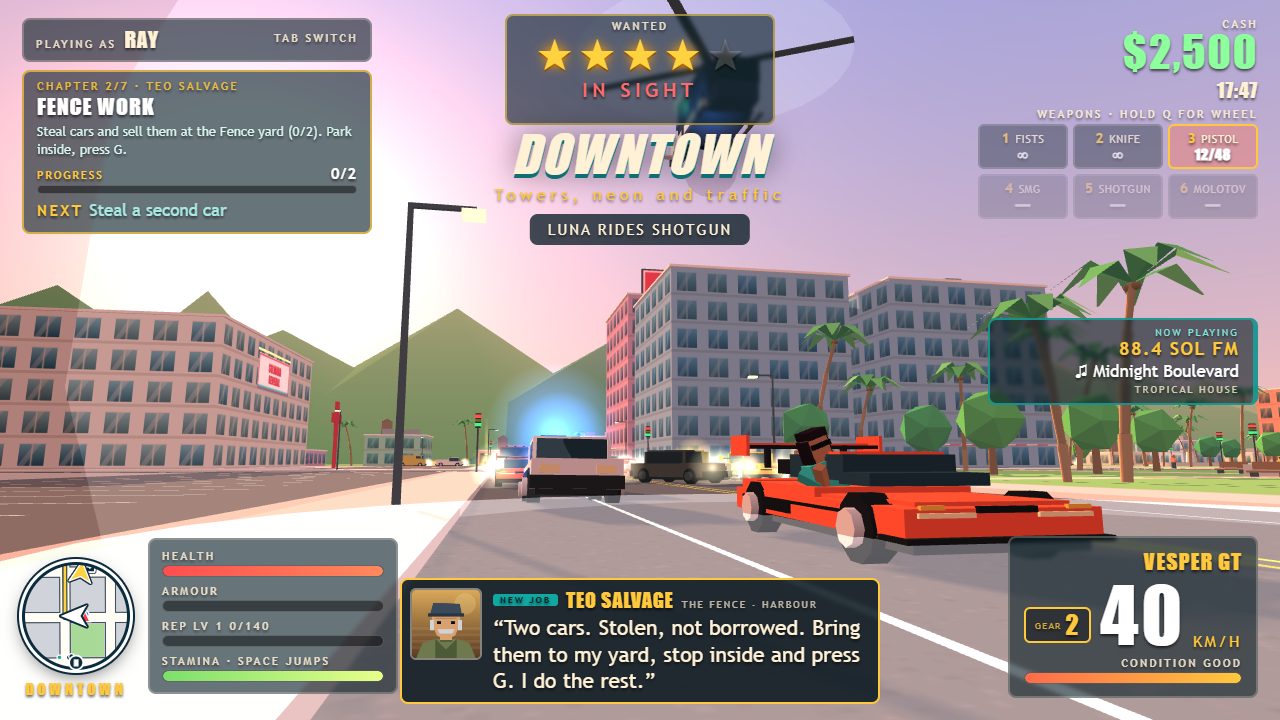 PLAYING AS RAY TAB SWITCH
CHAPTER 2/7 · TEO SALVAGE
FENCE WORK
Steal cars and sell them at the Fence yard (0/2). Park
inside, press G.
PROGRESS 0/2
NEXT Steal a second car
WANTED
IN SIGHT
DOWNTOWN
Towers, neon and traffic
LUNA RIDES SHOTGUN
CASH
$2,500
17:47
WEAPONS · HOLD Q FOR WHEEL
1 FISTS
∞
2 KNIFE
∞
3 PISTOL
12/48
4 SMG
—
5 SHOTGUN
—
6 MOLOTOV
—
NOW PLAYING
88.4 SOL FM
♫ Midnight Boulevard
TROPICAL HOUSE
HEALTH
ARMOUR
REP LV 1 0/140
STAMINA · SPACE JUMPS
DOWNTOWN
NEW JOB TEO SALVAGE THE FENCE · HARBOUR
“Two cars. Stolen, not borrowed. Bring
them to my yard, stop inside and press
G. I do the rest.”
VESPER GT
GEAR 2 40 KM/H
CONDITION GOOD